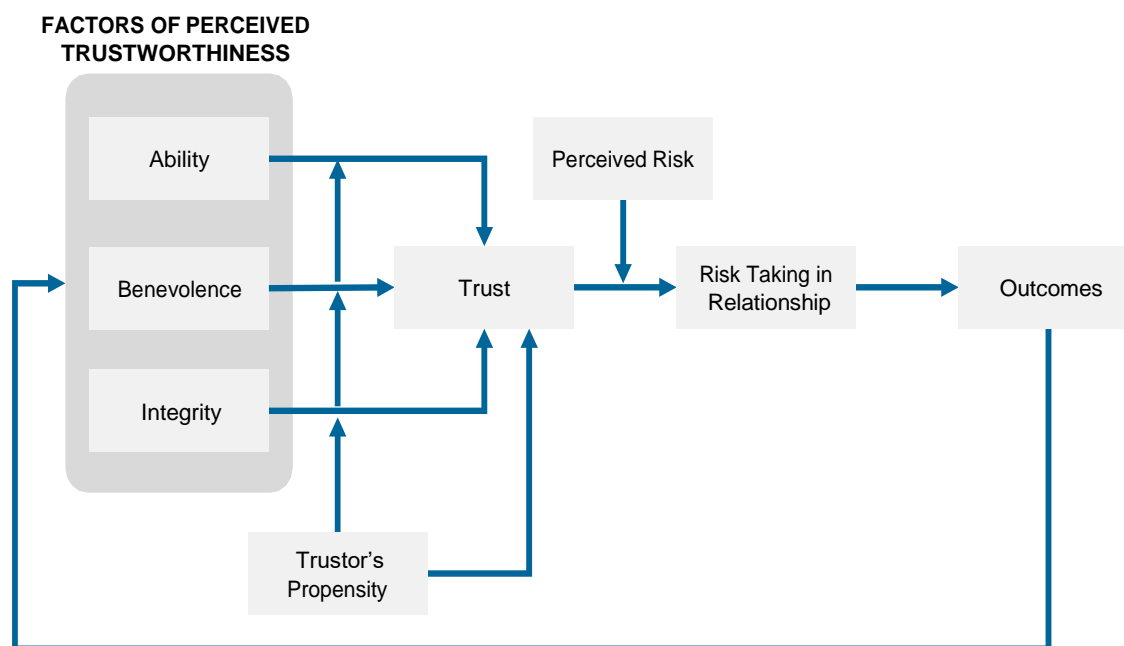 FACTORS OF PERCEIVED
TRUSTWORTHINESS
Ability
Perceived Risk
Benevolence
Trust
Risk Taking in
Relationship
Outcomes
Integrity
Trustor’s
Propensity